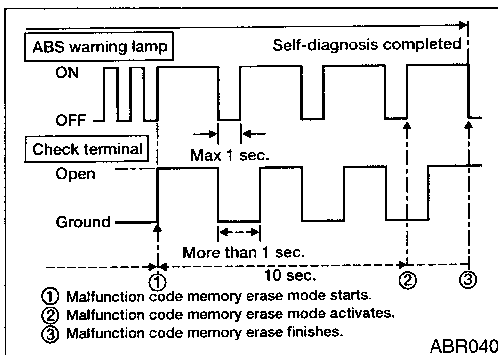 ABS warning lamp
Self-diagnosis completed
ON
OFF
Max 1 sec.
Check terminal
Open
Ground
More than 1 sec.
10 sec.
① ② ③
① Malfunction code memory erase mode starts.
② Malfunction code memory erase mode activates.
③ Malfunction code memory erase finishes.
ABR040